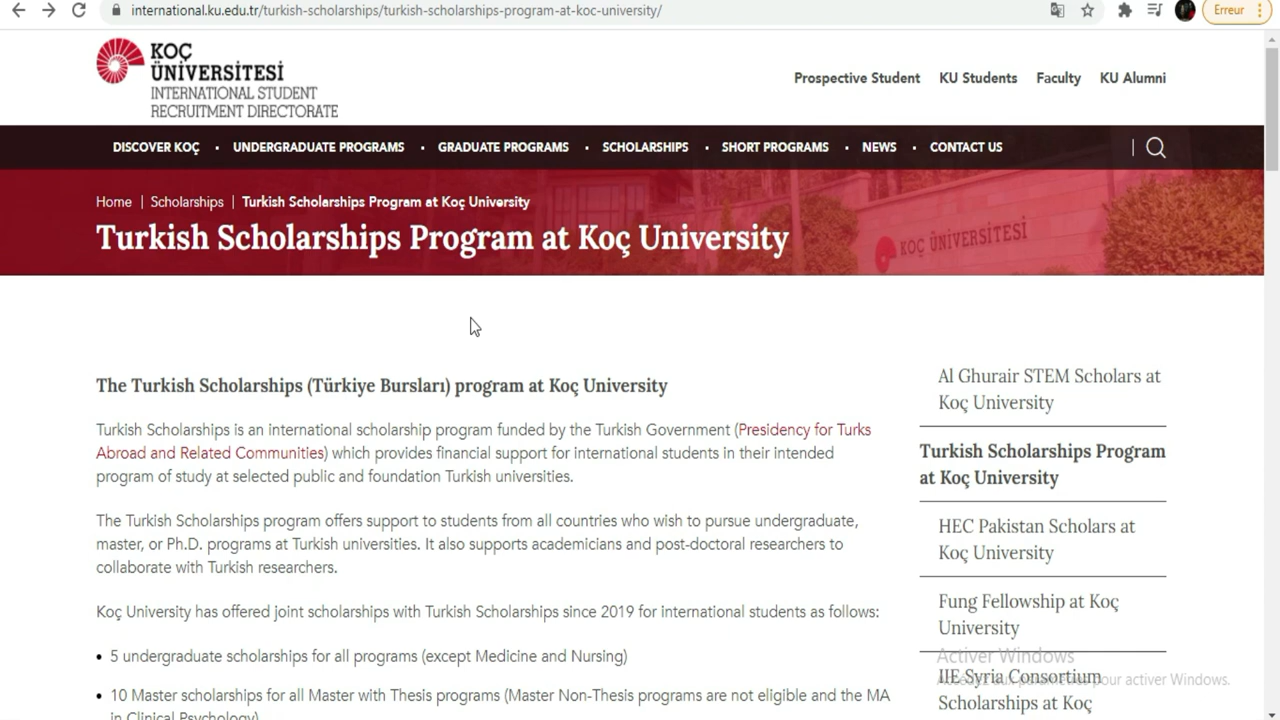 international.ku.edu.tr/turkish-scholarships/turkish-scholarships-program-at-koc-university/
Erreur
KOÇ
ÜNİVERSİTESİ
INTERNATIONAL STUDENT
RECRUITMENT DIRECTORATE
Prospective Student KU Students Faculty KU Alumni
DISCOVER KOÇ • UNDERGRADUATE PROGRAMS • GRADUATE PROGRAMS • SCHOLARSHIPS • SHORT PROGRAMS • NEWS • CONTACT US
Home | Scholarships | Turkish Scholarships Program at Koç University
Turkish Scholarships Program at Koç University
KOÇ ÜNİVERSİTESİ
The Turkish Scholarships (Türkiye Bursları) program at Koç University
Turkish Scholarships is an international scholarship program funded by the Turkish Government (Presidency for Turks
Abroad and Related Communities) which provides financial support for international students in their intended
program of study at selected public and foundation Turkish universities.
The Turkish Scholarships program offers support to students from all countries who wish to pursue undergraduate,
master, or Ph.D. programs at Turkish universities. It also supports academicians and post-doctoral researchers to
collaborate with Turkish researchers.
Koç University has offered joint scholarships with Turkish Scholarships since 2019 for international students as follows:
• 5 undergraduate scholarships for all programs (except Medicine and Nursing)
• 10 Master scholarships for all Master with Thesis programs (Master Non-Thesis programs are not eligible and the MA
in Clinical Psychology)
Al Ghurair STEM Scholars at
Koç University
Turkish Scholarships Program
at Koç University
HEC Pakistan Scholars at
Koç University
Fung Fellowship at Koç
University
IIE Syria Consortium
Scholarships at Koç
Activer Windows
pour activer Windows.